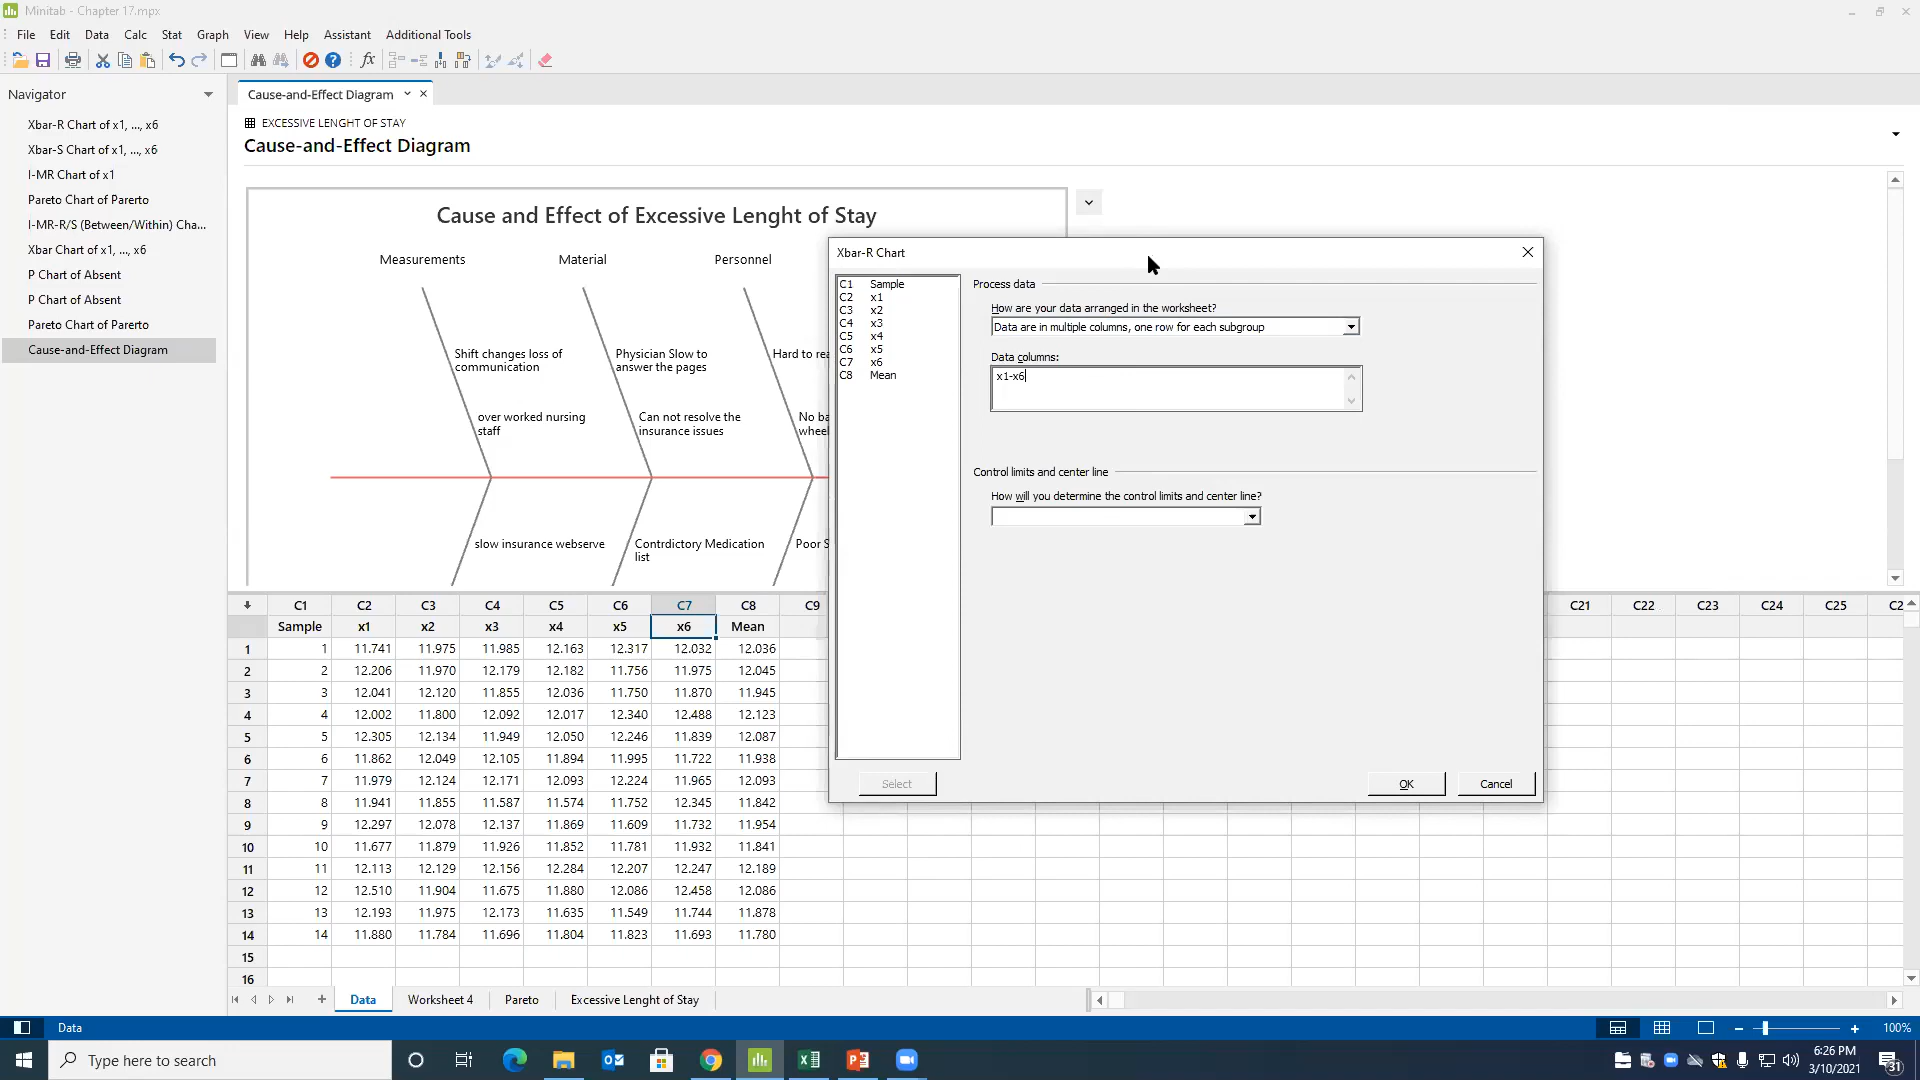 Minitab - Chapter 17.mpx
File Edit Data Calc Stat Graph View Help Assistant Additional Tools
Navigator
Xbar-R Chart of x1, ..., x6
Xbar-S Chart of x1, ..., x6
I-MR Chart of x1
Pareto Chart of Parerto
I-MR-R/S (Between/Within) Cha...
Xbar Chart of x1, ..., x6
P Chart of Absent
P Chart of Absent
Pareto Chart of Parerto
Cause-and-Effect Diagram
Cause-and-Effect Diagram
EXCESSIVE LENGHT OF STAY
Cause-and-Effect Diagram
Cause and Effect of Excessive Lenght of Stay
Measurements Material Personnel
Shift changes loss of
communication
Physician Slow to
answer the pages
Hard to rea
over worked nursing
staff
Can not resolve the
insurance issues
No ba
wheel
slow insurance webserve
Contrdictory Medication
list
Poor S
Xbar-R Chart
C1 Sample
C2 x1
C3 x2
C4 x3
C5 x4
C6 x5
C7 x6
C8 Mean
Process data
How are your data arranged in the worksheet?
Data are in multiple columns, one row for each subgroup
Data columns:
x1-x6
Control limits and center line
How will you determine the control limits and center line?
Select OK Cancel
C1 C2 C3 C4 C5 C6 C7 C8 C9 C21 C22 C23 C24 C25 C2
Sample x1 x2 x3 x4 x5 x6 Mean
1 1 11.741 11.975 11.985 12.163 12.317 12.032 12.036
2 2 12.206 11.970 12.179 12.182 11.756 11.975 12.045
3 3 12.041 12.120 11.855 12.036 11.750 11.870 11.945
4 4 12.002 11.800 12.092 12.017 12.340 12.488 12.123
5 5 12.305 12.134 11.949 12.050 12.246 11.839 12.087
6 6 11.862 12.049 12.105 11.894 11.995 11.722 11.938
7 7 11.979 12.124 12.171 12.093 12.224 11.965 12.093
8 8 11.941 11.855 11.587 11.574 11.752 12.345 11.842
9 9 12.297 12.078 12.137 11.869 11.609 11.732 11.954
10 10 11.677 11.879 11.926 11.852 11.781 11.932 11.841
11 11 12.113 12.129 12.156 12.284 12.207 12.247 12.189
12 12 12.510 11.904 11.675 11.880 12.086 12.458 12.086
13 13 12.193 11.975 12.173 11.635 11.549 11.744 11.878
14 14 11.880 11.784 11.696 11.804 11.823 11.693 11.780
15
16
Data Worksheet 4 Pareto Excessive Lenght of Stay
Data 100%
Type here to search
6:26 PM
3/10/2021
31